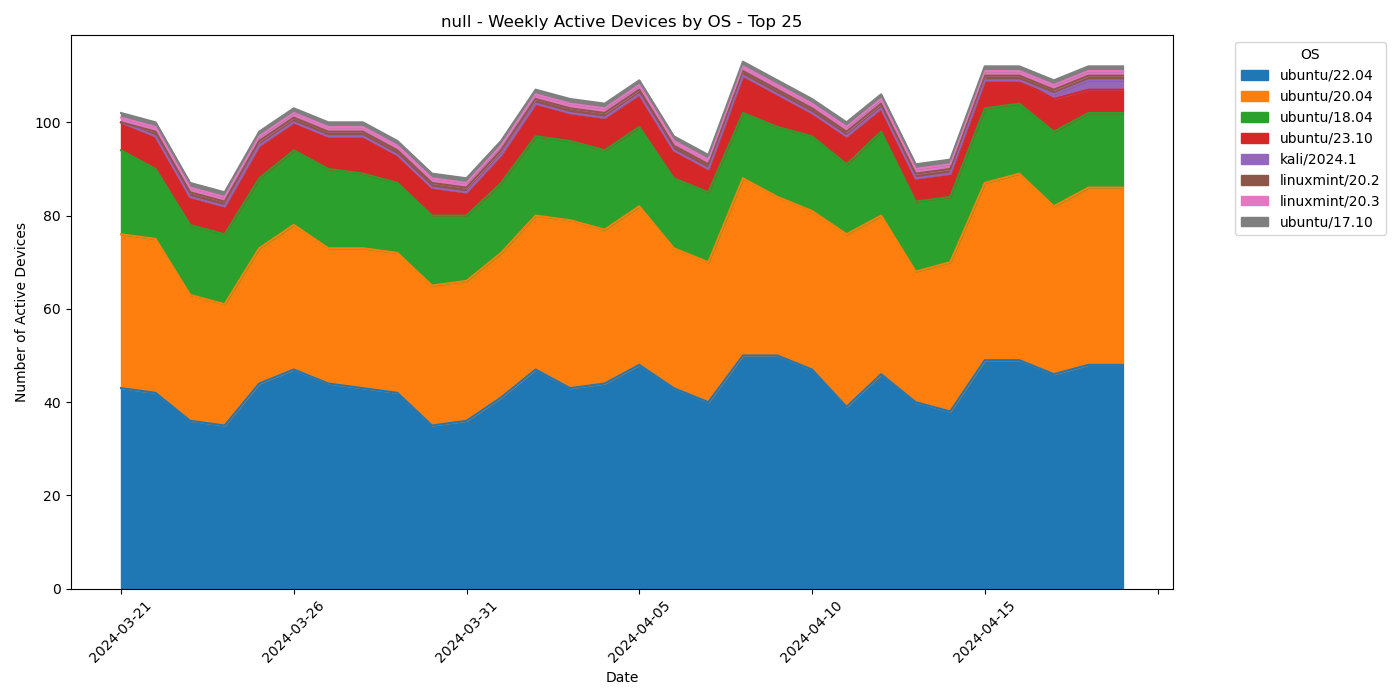 null - Weekly Active Devices by OS - Top 25
OS
ubuntu/22.04
ubuntu/20.04
ubuntu/18.04
ubuntu/23.10
kali/2024.1
linuxmint/20.2
linuxmint/20.3
ubuntu/17.10
Number of Active Devices
100
80
60
40
20
0
2024-03-21
2024-03-26
2024-03-31
2024-04-05
2024-04-10
2024-04-15
Date